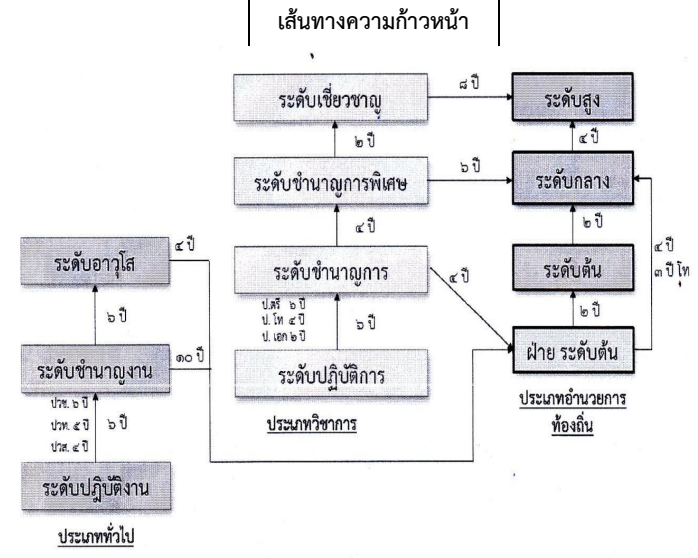 เส้นทางความก้าวหน้า
ระดับเชี่ยวชาญ
๘ ปี
ระดับสูง
๒ ปี
๔ ปี
ระดับชำนาญการพิเศษ
๖ ปี
ระดับกลาง
๔ ปี
๒ ปี
๔ ปี
๓ ปี โท
ระดับอาวุโส
๔ ปี
ระดับชำนาญการ
๔ ปี
ระดับต้น
๖ ปี
ป.ตรี ๖ ปี
ป. โท ๔ ปี
ป. เอก ๒ ปี
๖ ปี
๒ ปี
ระดับชำนาญงาน
๑๐ ปี
ระดับปฏิบัติการ
ฝ่าย ระดับต้น
ปวช. ๖ ปี
ปวท. ๕ ปี
ปวส. ๔ ปี
๖ ปี
ประเภทวิชาการ
ประเภทอำนวยการ
ท้องถิ่น
ระดับปฏิบัติงาน
ประเภททั่วไป